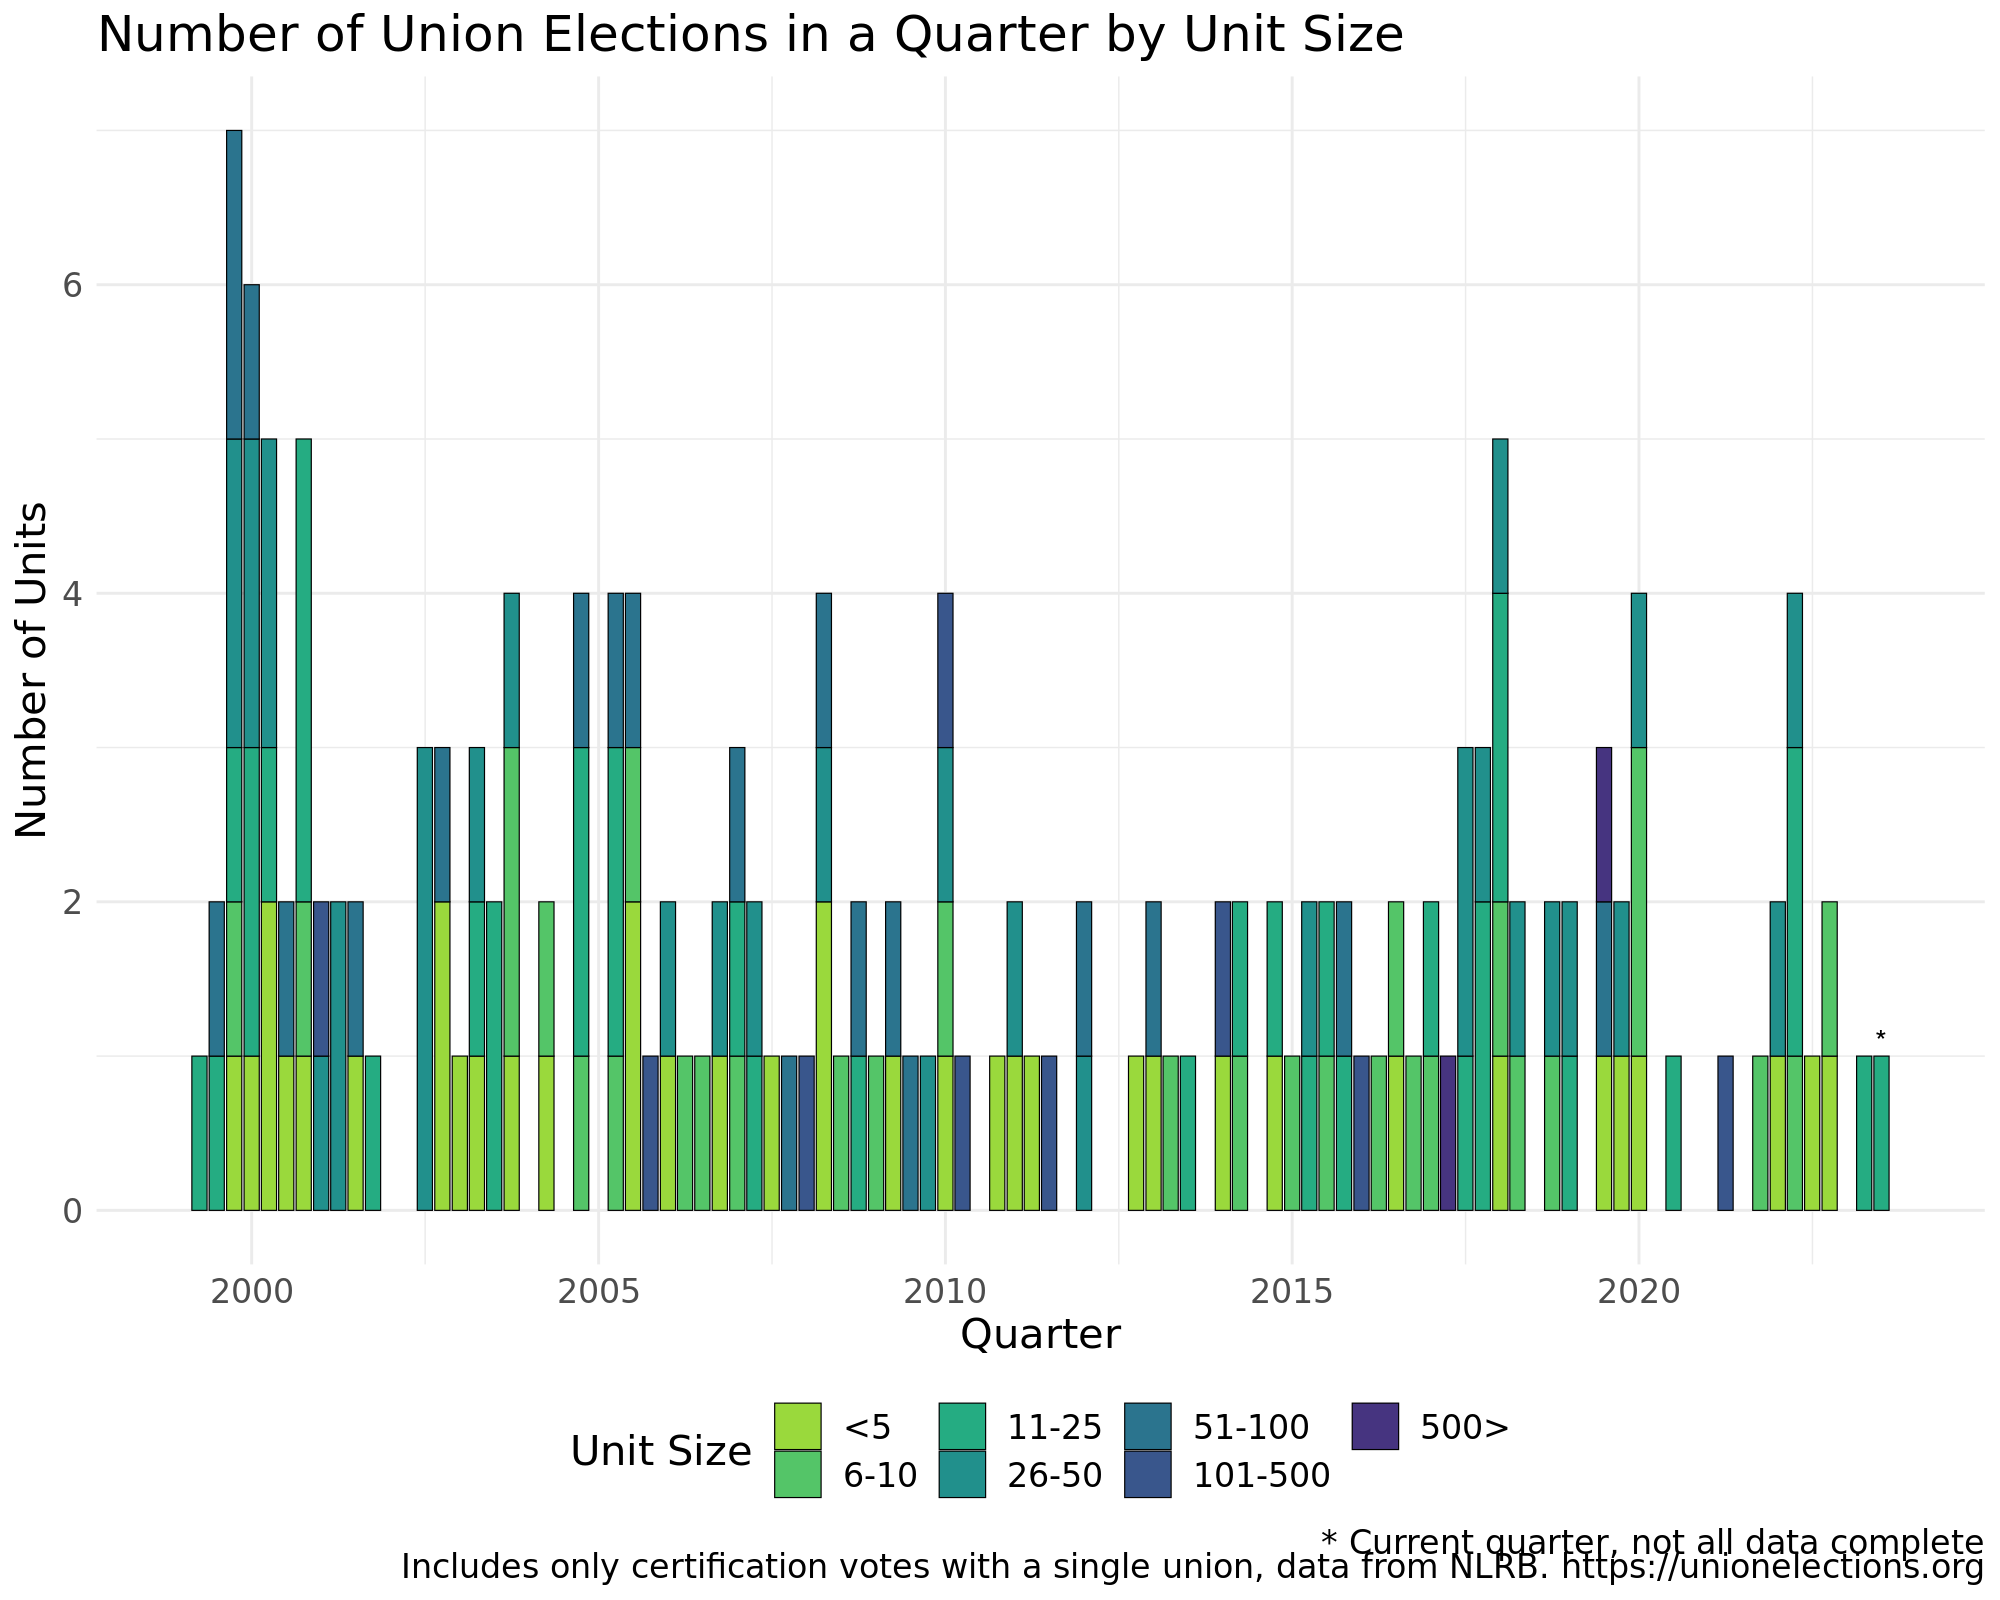 Number of Union Elections in a Quarter by Unit Size
Number of Units
6
4
2
0
2000 2005 2010 2015 2020
*
Quarter
Unit Size
<5 11-25 51-100 500>
6-10 26-50 101-500
* Current quarter, not all data complete
Includes only certification votes with a single union, data from NLRB. https://unionelections.org